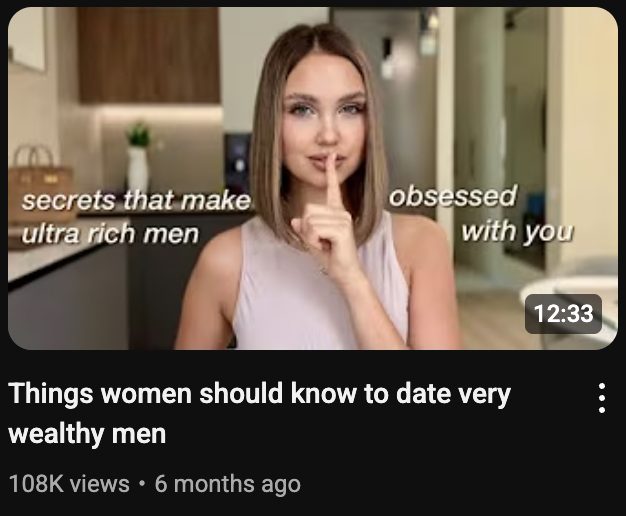 secrets that make obsessed
ultra rich men with you
12:33
Things women should know to date very
wealthy men
108K views • 6 months ago